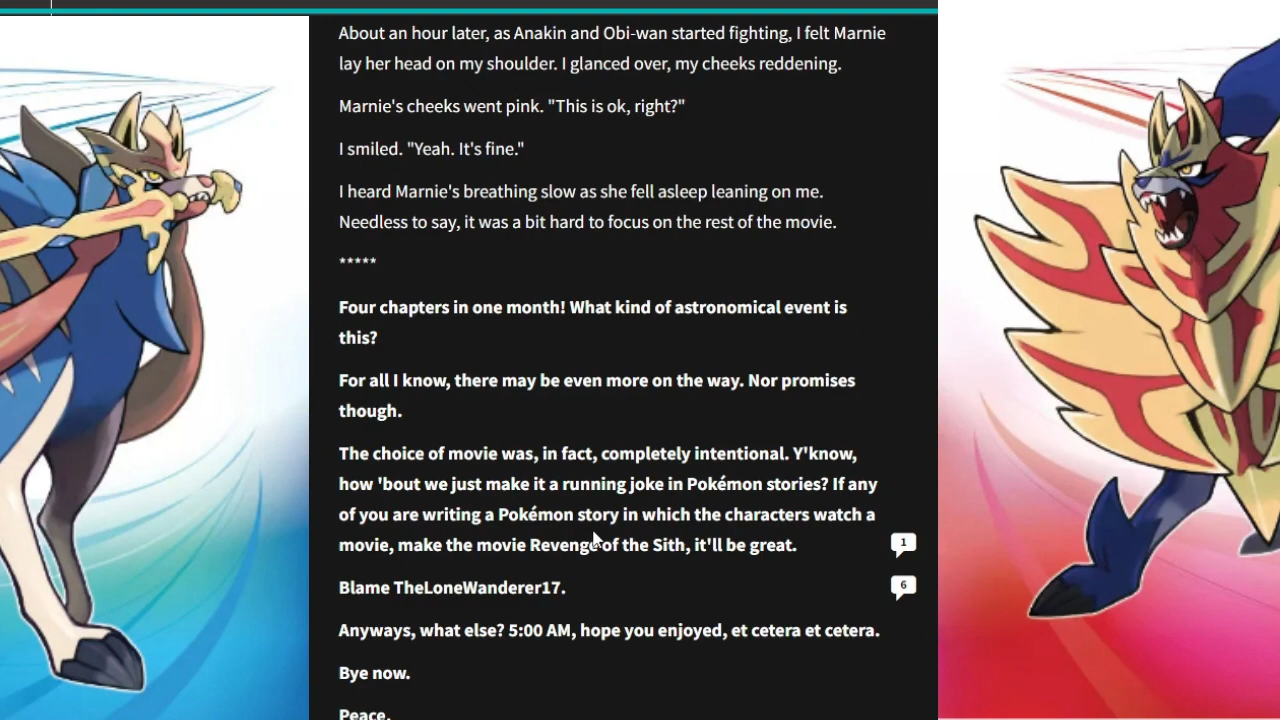 About an hour later, as Anakin and Obi-wan started fighting, I felt Marnie
lay her head on my shoulder. I glanced over, my cheeks reddening.
Marnie's cheeks went pink. "This is ok, right?"
I smiled. "Yeah. It's fine."
I heard Marnie's breathing slow as she fell asleep leaning on me.
Needless to say, it was a bit hard to focus on the rest of the movie.
*****
Four chapters in one month! What kind of astronomical event is
this?
For all I know, there may be even more on the way. Nor promises
though.
The choice of movie was, in fact, completely intentional. Y'know,
how 'bout we just make it a running joke in Pokémon stories? If any
of you are writing a Pokémon story in which the characters watch a
movie, make the movie Revenge of the Sith, it'll be great.
1
Blame TheLoneWanderer17.
6
Anyways, what else? 5:00 AM, hope you enjoyed, et cetera et cetera.
Bye now.
Peace.